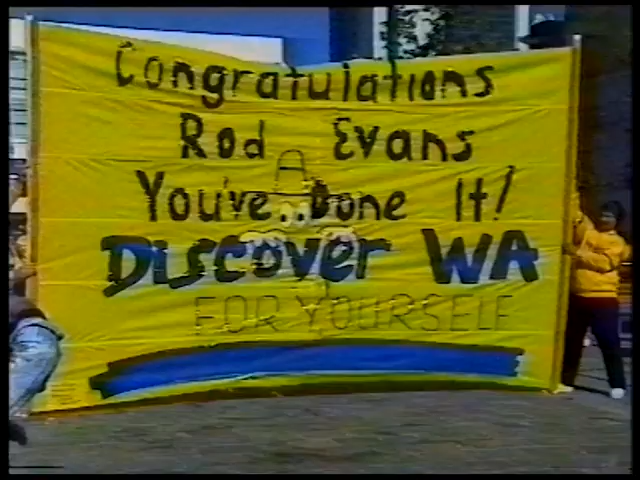 Congratulations
Rod Evans
You've Done It!
Discover WA
FOR YOURSELF